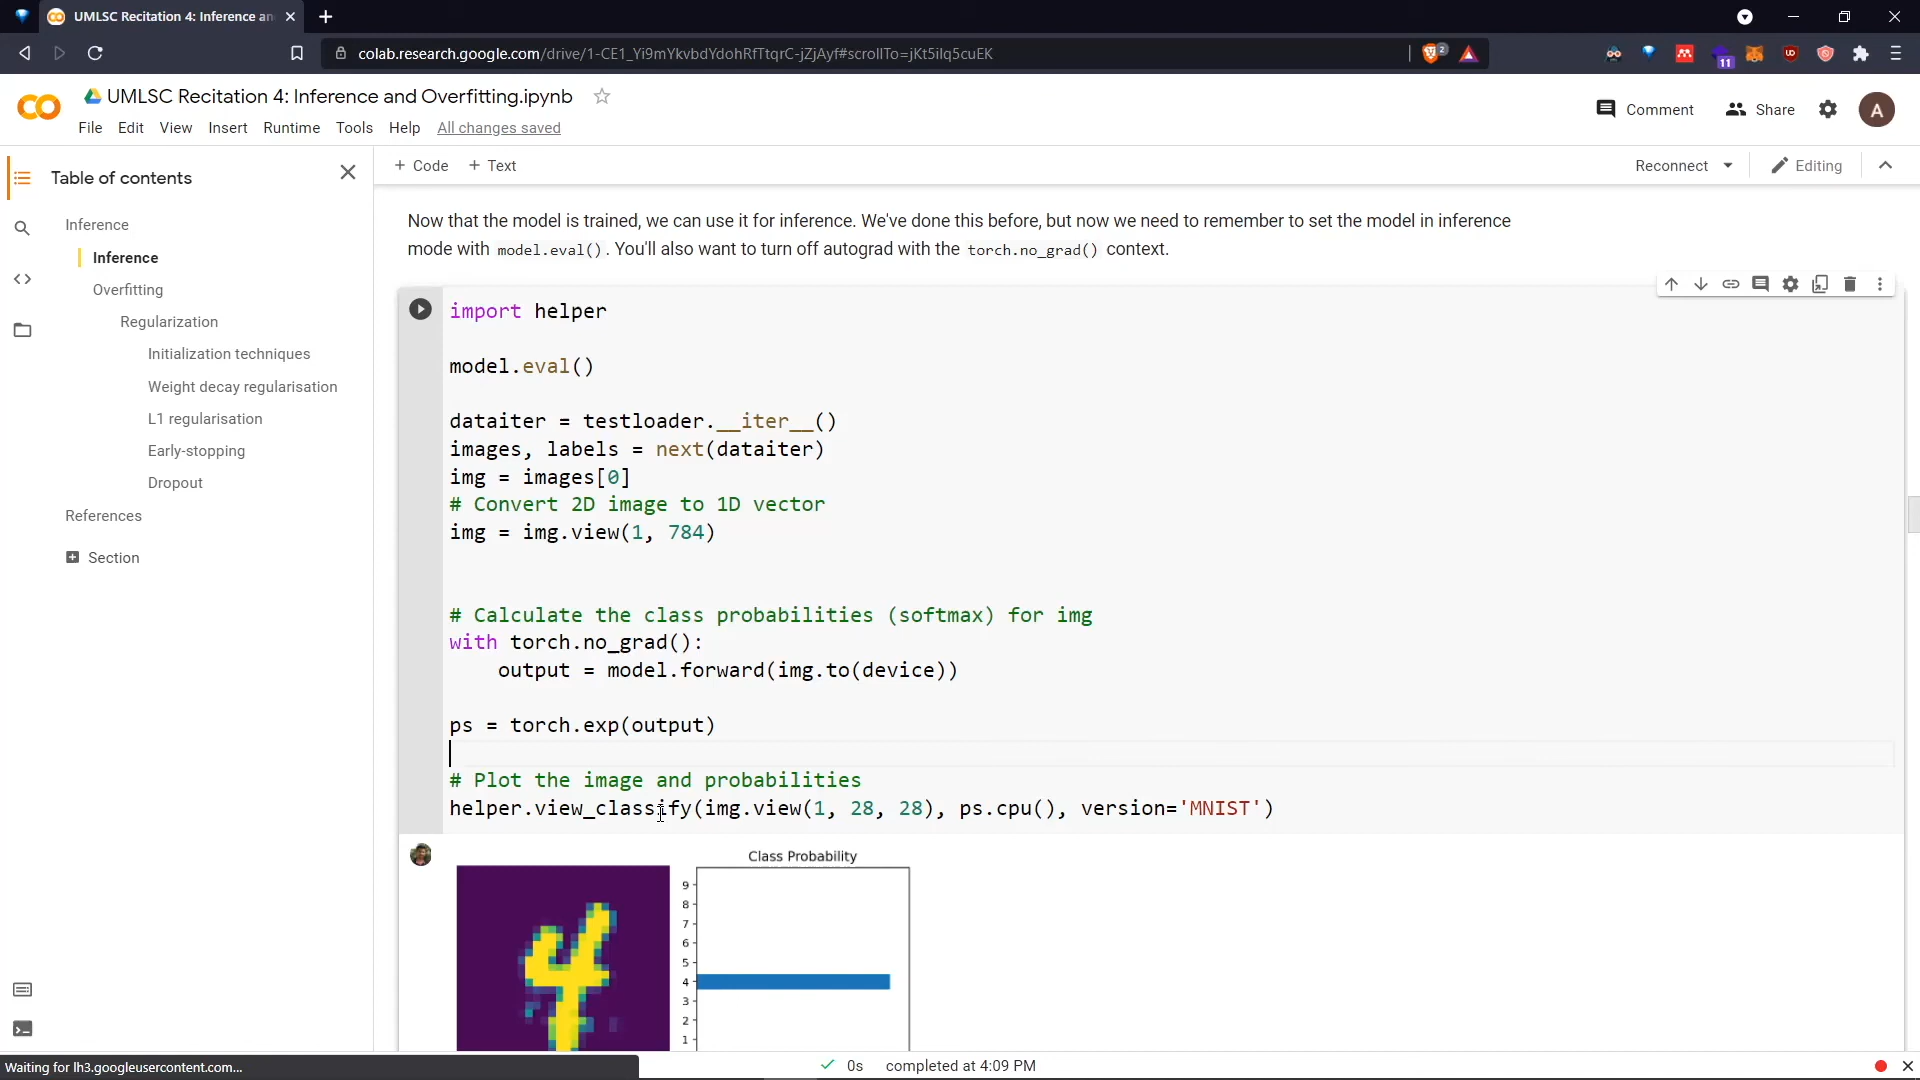 UMLSC Recitation 4: Inference an
colab.research.google.com/drive/1-CE1_Yi9mYkvbdYdohRfTtqrC-jZjAyf#scrollTo=jKt5iIq5cuEK
2
11
UMLSC Recitation 4: Inference and Overfitting.ipynb
Comment
Share
A
File Edit View Insert Runtime Tools Help All changes saved
Table of contents
+ Code + Text
Reconnect
Editing
Inference
Inference
Overfitting
Regularization
Initialization techniques
Weight decay regularisation
L1 regularisation
Early-stopping
Dropout
References
Section
Now that the model is trained, we can use it for inference. We've done this before, but now we need to remember to set the model in inference
mode with model.eval(). You'll also want to turn off autograd with the torch.no_grad() context.
import helper
model.eval()
dataiter = testloader.__iter__()
images, labels = next(dataiter)
img = images[0]
# Convert 2D image to 1D vector
img = img.view(1, 784)
# Calculate the class probabilities (softmax) for img
with torch.no_grad():
output = model.forward(img.to(device))
ps = torch.exp(output)
# Plot the image and probabilities
helper.view_classify(img.view(1, 28, 28), ps.cpu(), version='MNIST')
Class Probability
9
8
7
6
5
4
3
2
1
Waiting for lh3.googleusercontent.com...
0s completed at 4:09 PM